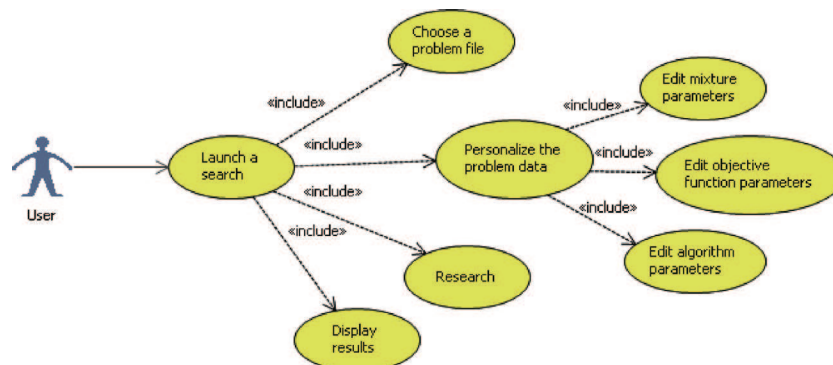 Choose a
problem file
«include»
Edit mixture
parameters
«include»
User
Launch a
search
«include»
Personalize the
problem data
«include»
Edit objective
function parameters
«include»
«include»
«include»
Edit algorithm
parameters
Research
Display
results